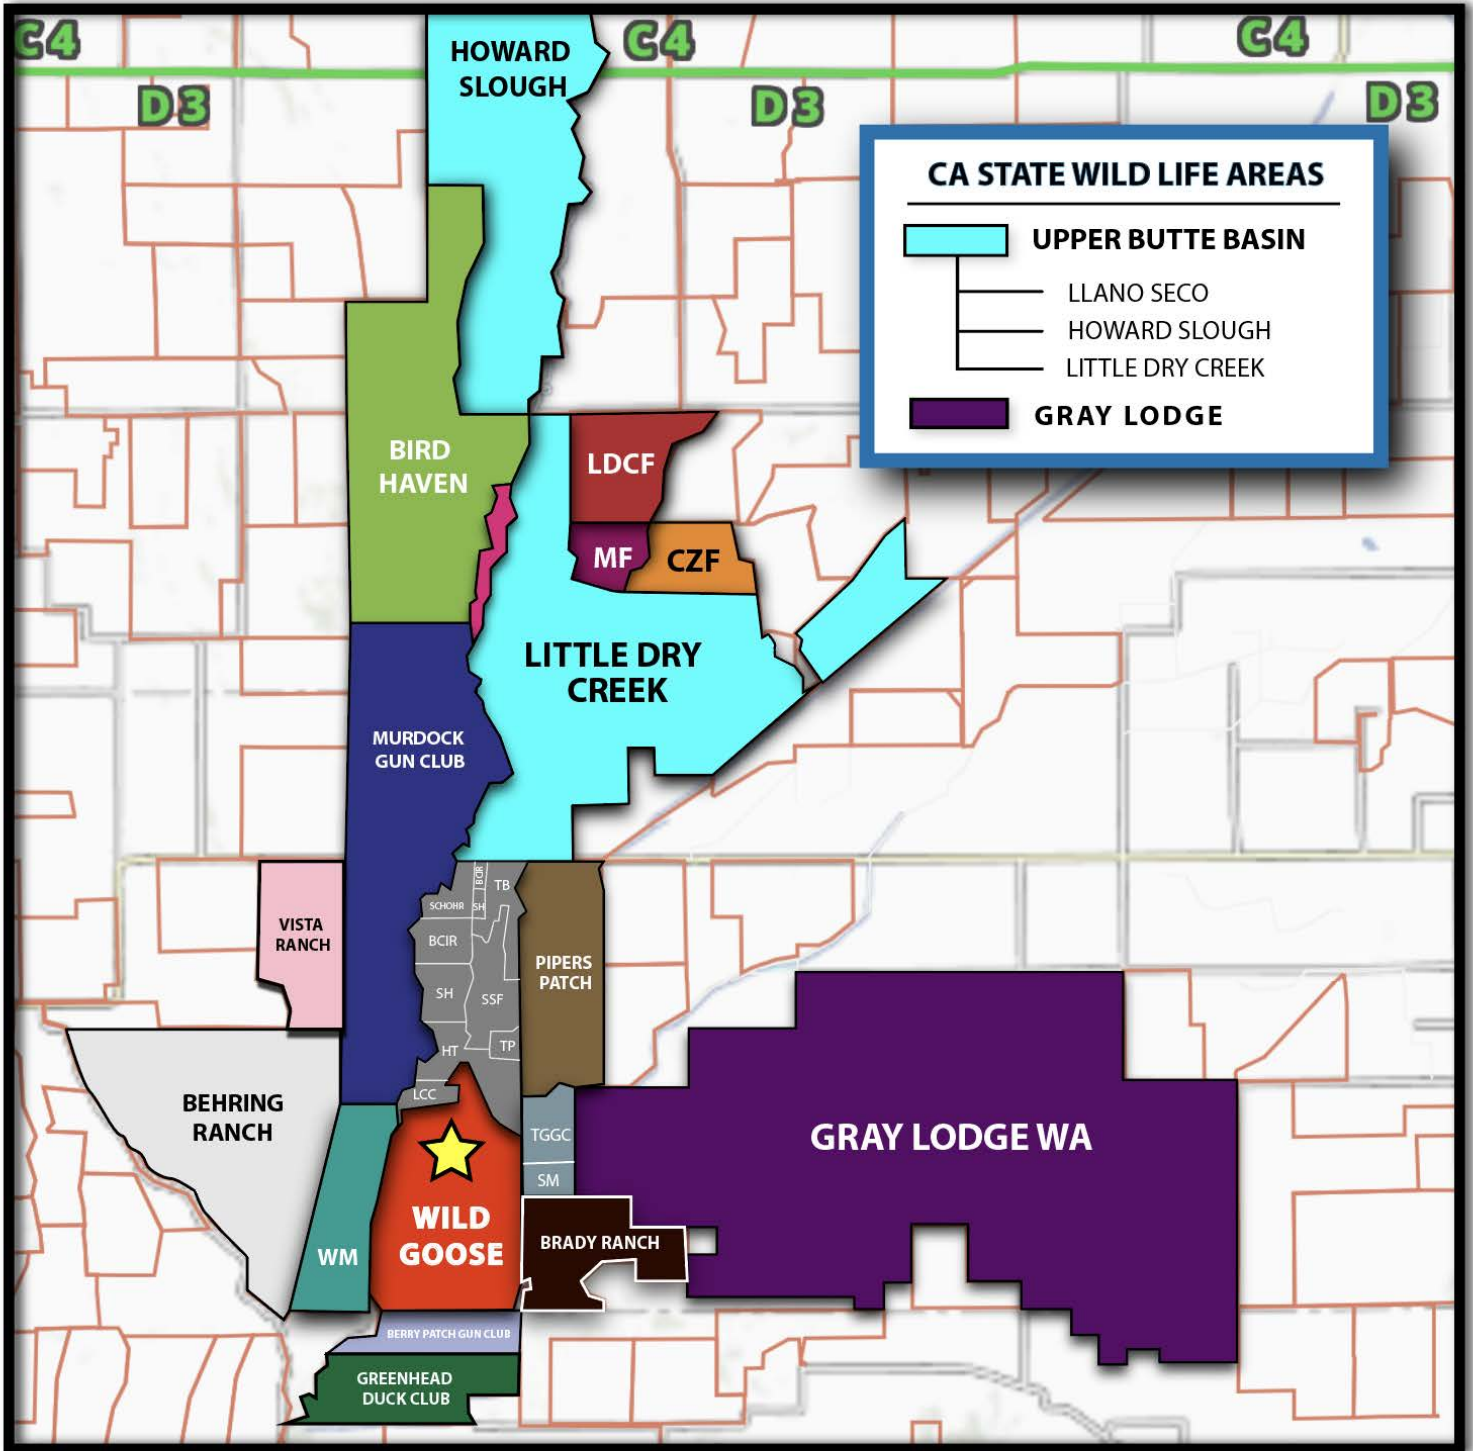 C4
HOWARD
SLOUGH
C4
C4
D3
D3
D3
CA STATE WILD LIFE AREAS
UPPER BUTTE BASIN
LLANO SECO
HOWARD SLOUGH
LITTLE DRY CREEK
GRAY LODGE
BIRD
HAVEN
LDCF
MF
CZF
LITTLE DRY
CREEK
MURDOCK
GUN CLUB
BCIR
TB
SCHOHR
SH
VISTA
RANCH
BCIR
PIPERS
PATCH
SH
SSF
HT
TP
LCC
BEHRING
RANCH
TGGC
GRAY LODGE WA
SM
WILD
GOOSE
WM
BRADY RANCH
BERRY PATCH GUN CLUB
GREENHEAD
DUCK CLUB